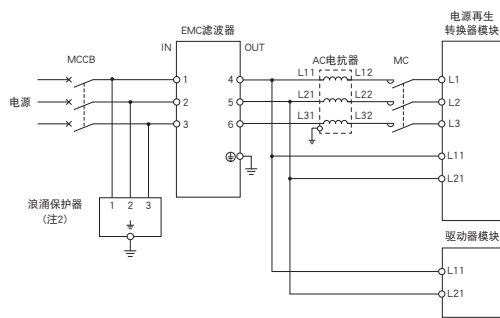 电源再生
转换器模块
EMC滤波器
MCCB
IN
OUT
AC电抗器
MC
L11
L12
L21
L22
L31
L32
电源
1
2
3
4
5
6
L1
L2
L3
L11
L21
浪涌保护器
(注2)
1 2 3
驱动器模块
L11
L21